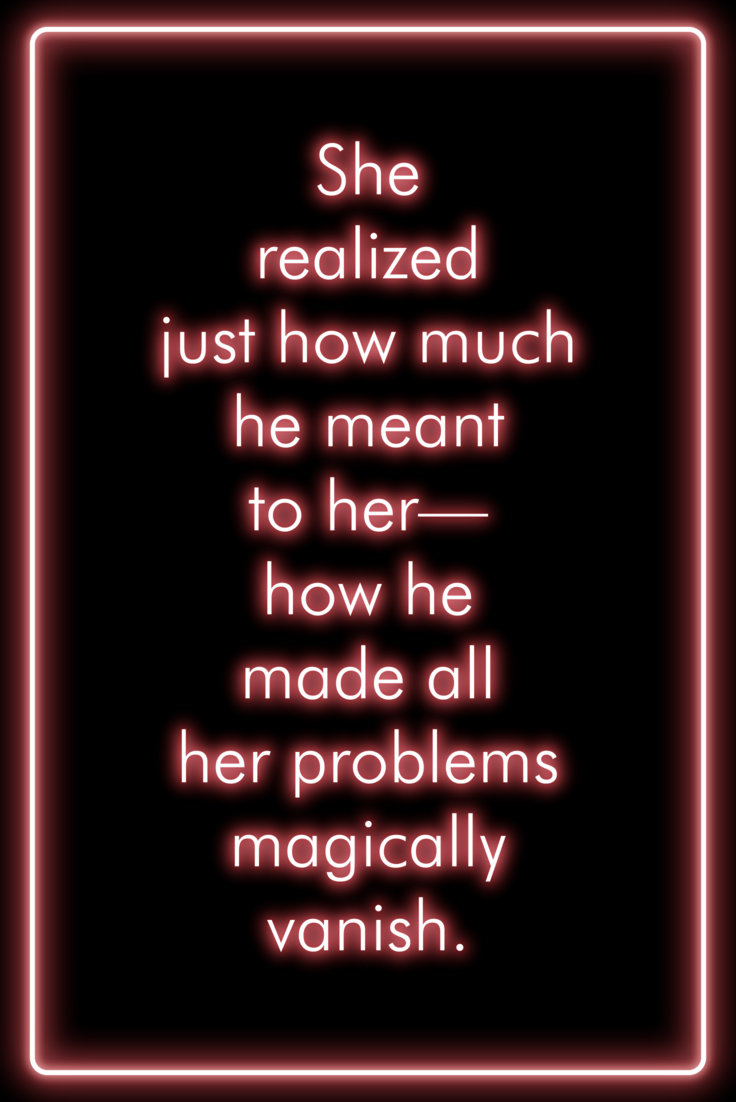 She
realized
just how much
he meant
to her—
how he
made all
her problems
magically
vanish.